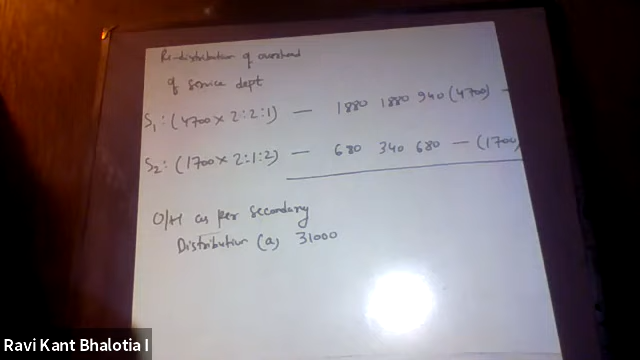 Re-distribution of overhead
of service dept
S₁ : (4700 × 2:2:1) — 1880 1880 940 (4700) -
S₂ : (1700 × 2:1:2) — 680 340 680 — (1700)
O/H as per secondary
Distribution (a) 31000
Ravi Kant Bhalotia I